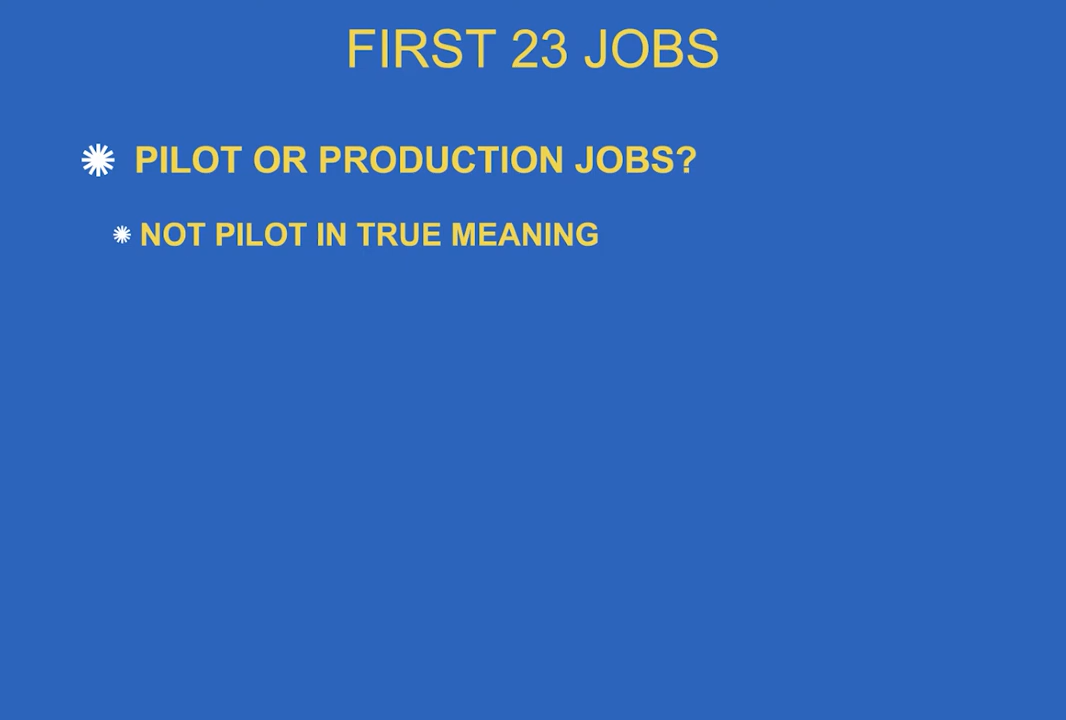 FIRST 23 JOBS
PILOT OR PRODUCTION JOBS?
NOT PILOT IN TRUE MEANING